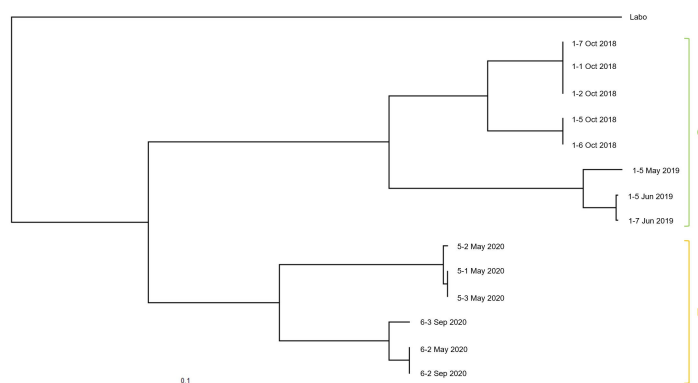 Labo
1-7 Oct 2018
1-1 Oct 2018
1-2 Oct 2018
1-5 Oct 2018
1-6 Oct 2018
1-5 May 2019
1-5 Jun 2019
1-7 Jun 2019
5-2 May 2020
5-1 May 2020
5-3 May 2020
6-3 Sep 2020
6-2 May 2020
6-2 Sep 2020
0.1